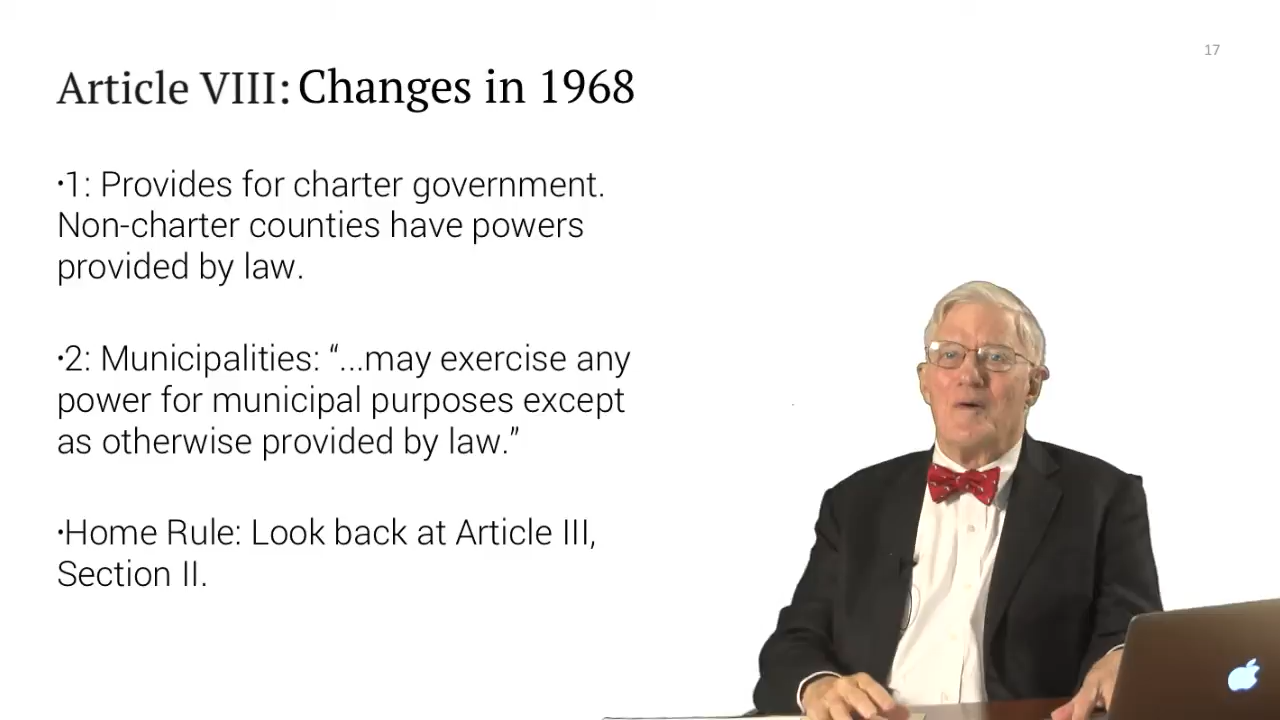 17
Article VIII: Changes in 1968
•1: Provides for charter government.
Non-charter counties have powers
provided by law.
•2: Municipalities: “...may exercise any
power for municipal purposes except
as otherwise provided by law.”
•Home Rule: Look back at Article III,
Section II.